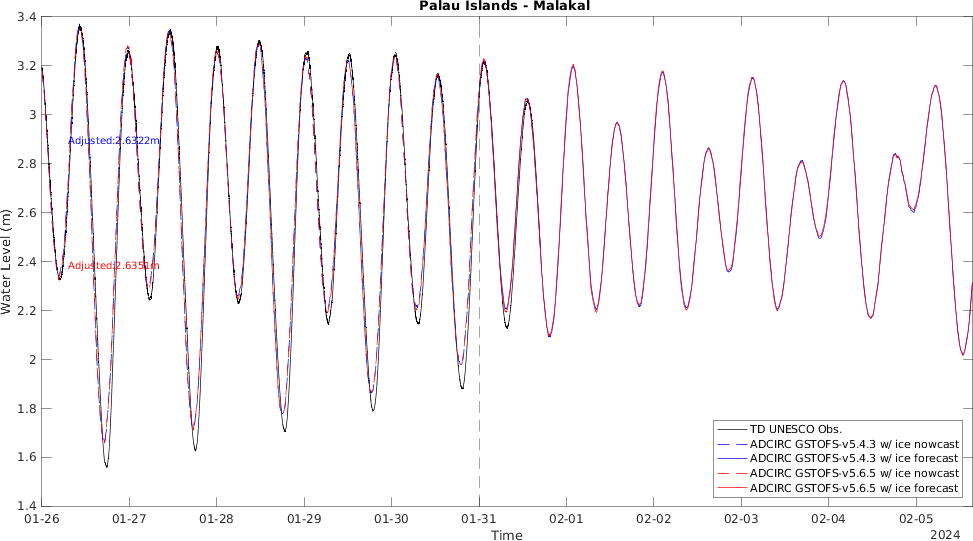 Palau Islands - Malakal
3.4
3.2
3
2.8
2.6
2.4
2.2
2
1.8
1.6
1.4
Water Level (m)
Adjusted:2.6322m
Adjusted:2.6351m
TD UNESCO Obs.
ADCIRC GSTOFS-v5.4.3 w/ ice nowcast
ADCIRC GSTOFS-v5.4.3 w/ ice forecast
ADCIRC GSTOFS-v5.6.5 w/ ice nowcast
ADCIRC GSTOFS-v5.6.5 w/ ice forecast
01-26 01-27 01-28 01-29 01-30 01-31 02-01 02-02 02-03 02-04 02-05
Time
2024